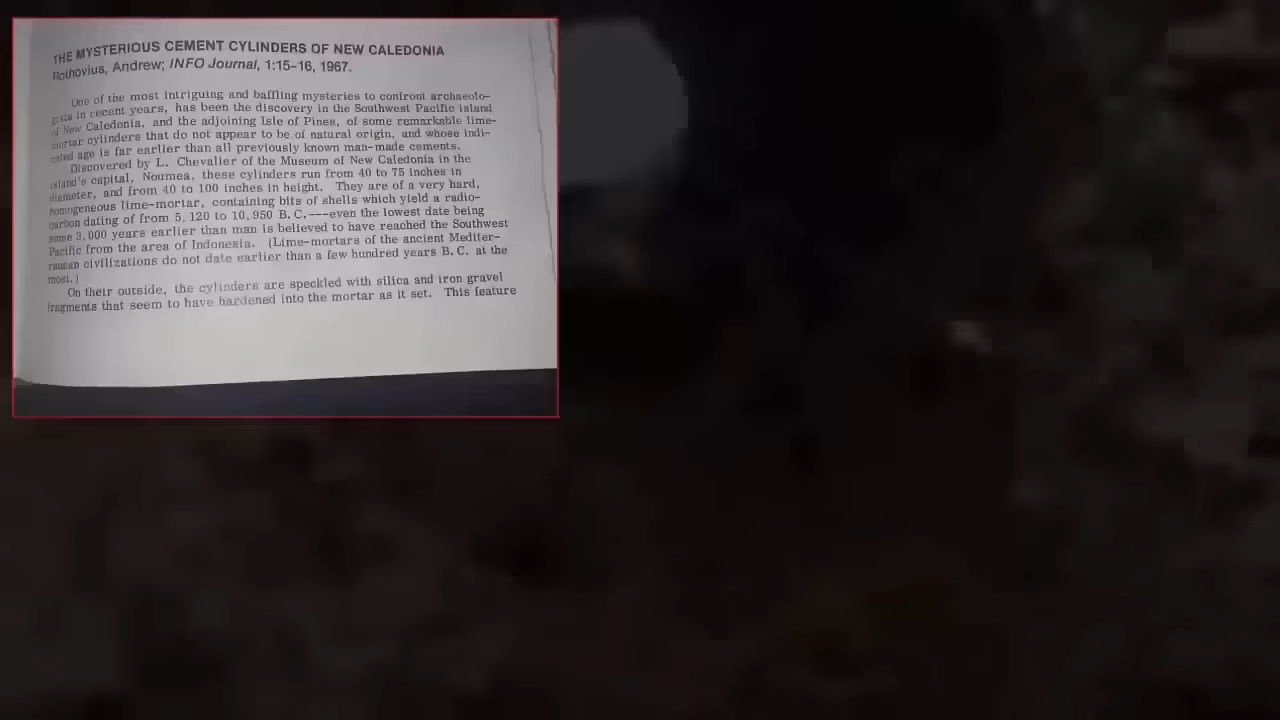 THE MYSTERIOUS CEMENT CYLINDERS OF NEW CALEDONIA
Rothovius, Andrew; INFO Journal, 1:15-16, 1967.
One of the most intriguing and baffling mysteries to confront archaeolo-
gists in recent years, has been the discovery in the Southwest Pacific island
of New Caledonia, and the adjoining Isle of Pines, of some remarkable lime-
mortar cylinders that do not appear to be of natural origin, and whose indi-
cated age is far earlier than all previously known man-made cements.
Discovered by L. Chevalier of the Museum of New Caledonia in the
island's capital, Noumea, these cylinders run from 40 to 75 inches in
diameter, and from 40 to 100 inches in height. They are of a very hard,
homogeneous lime-mortar, containing bits of shells which yield a radio-
carbon dating of from 5,120 to 10,950 B.C.---even the lowest date being
some 3,000 years earlier than man is believed to have reached the Southwest
Pacific from the area of Indonesia. (Lime-mortars of the ancient Mediter-
ranean civilizations do not date earlier than a few hundred years B.C. at the
most.)
On their outside, the cylinders are speckled with silica and iron gravel
fragments that seem to have hardened into the mortar as it set. This feature